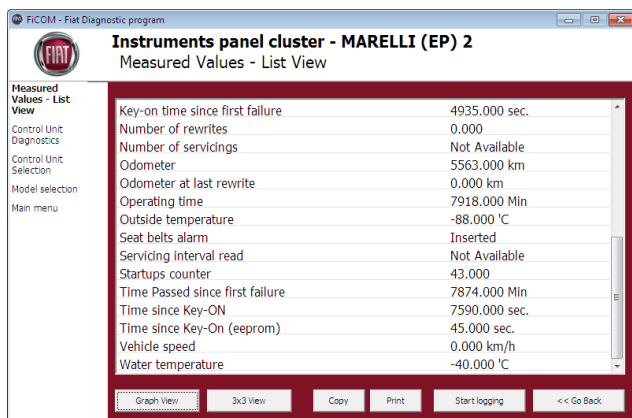 FiCOM - Fiat Diagnostic program
FIAT
Instruments panel cluster - MARELLI (EP) 2
Measured Values - List View
Measured
Values - List
View
Control Unit
Diagnostics
Control Unit
Selection
Model selection
Main menu
Key-on time since first failure 4935.000 sec.
Number of rewrites 0.000
Number of servicings Not Available
Odometer 5563.000 km
Odometer at last rewrite 0.000 km
Operating time 7918.000 Min
Outside temperature -88.000 'C
Seat belts alarm Inserted
Servicing interval read Not Available
Startups counter 43.000
Time Passed since first failure 7874.000 Min
Time since Key-ON 7590.000 sec.
Time since Key-On (eeprom) 45.000 sec.
Vehicle speed 0.000 km/h
Water temperature -40.000 'C
Graph View 3x3 View Copy Print Start logging << Go Back